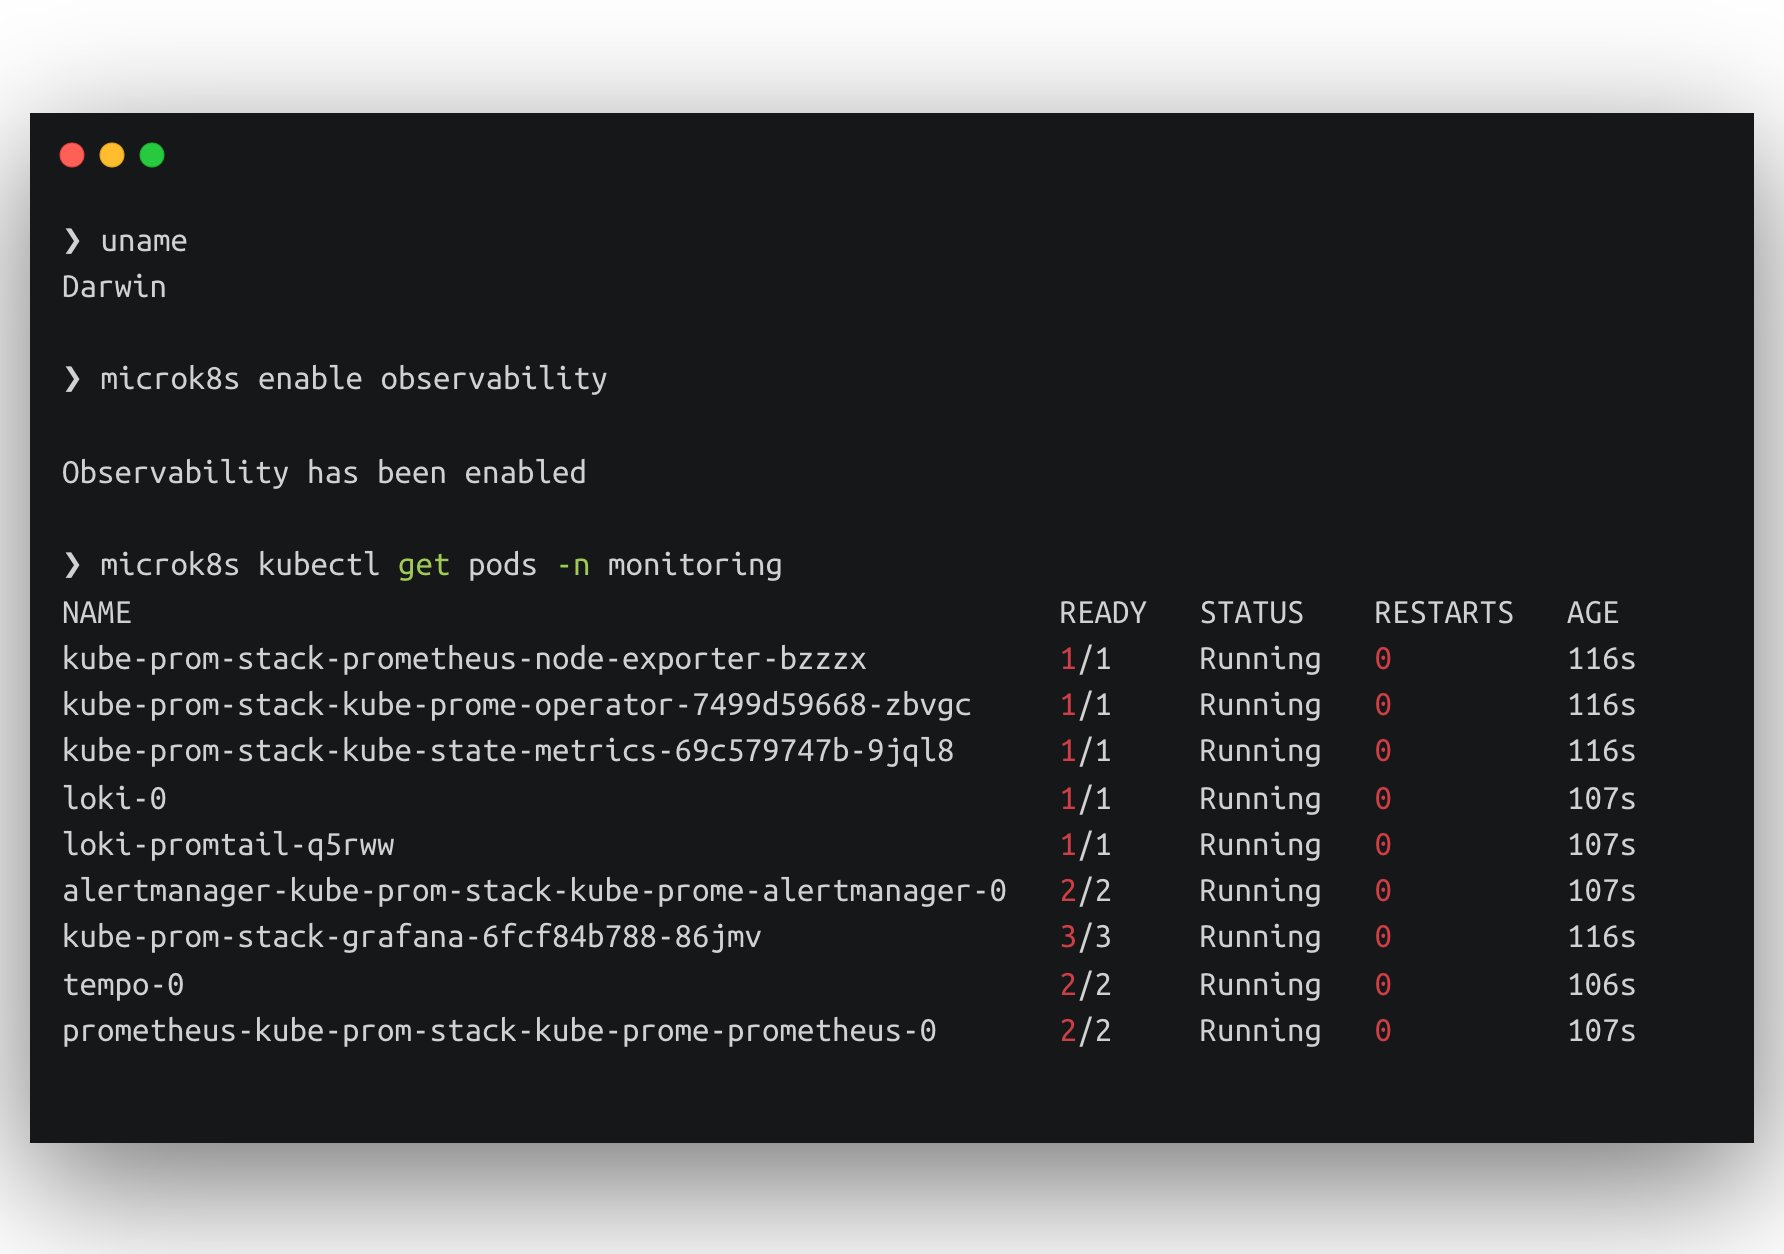 ❯ uname
Darwin
❯ microk8s enable observability
Observability has been enabled
❯ microk8s kubectl get pods -n monitoring
NAME READY STATUS RESTARTS AGE
kube-prom-stack-prometheus-node-exporter-bzzzx 1/1 Running 0 116s
kube-prom-stack-kube-prome-operator-7499d59668-zbvgc 1/1 Running 0 116s
kube-prom-stack-kube-state-metrics-69c579747b-9jql8 1/1 Running 0 116s
loki-0 1/1 Running 0 107s
loki-promtail-q5rww 1/1 Running 0 107s
alertmanager-kube-prom-stack-kube-prome-alertmanager-0 2/2 Running 0 107s
kube-prom-stack-grafana-6fcf84b788-86jmv 3/3 Running 0 116s
tempo-0 2/2 Running 0 106s
prometheus-kube-prom-stack-kube-prome-prometheus-0 2/2 Running 0 107s